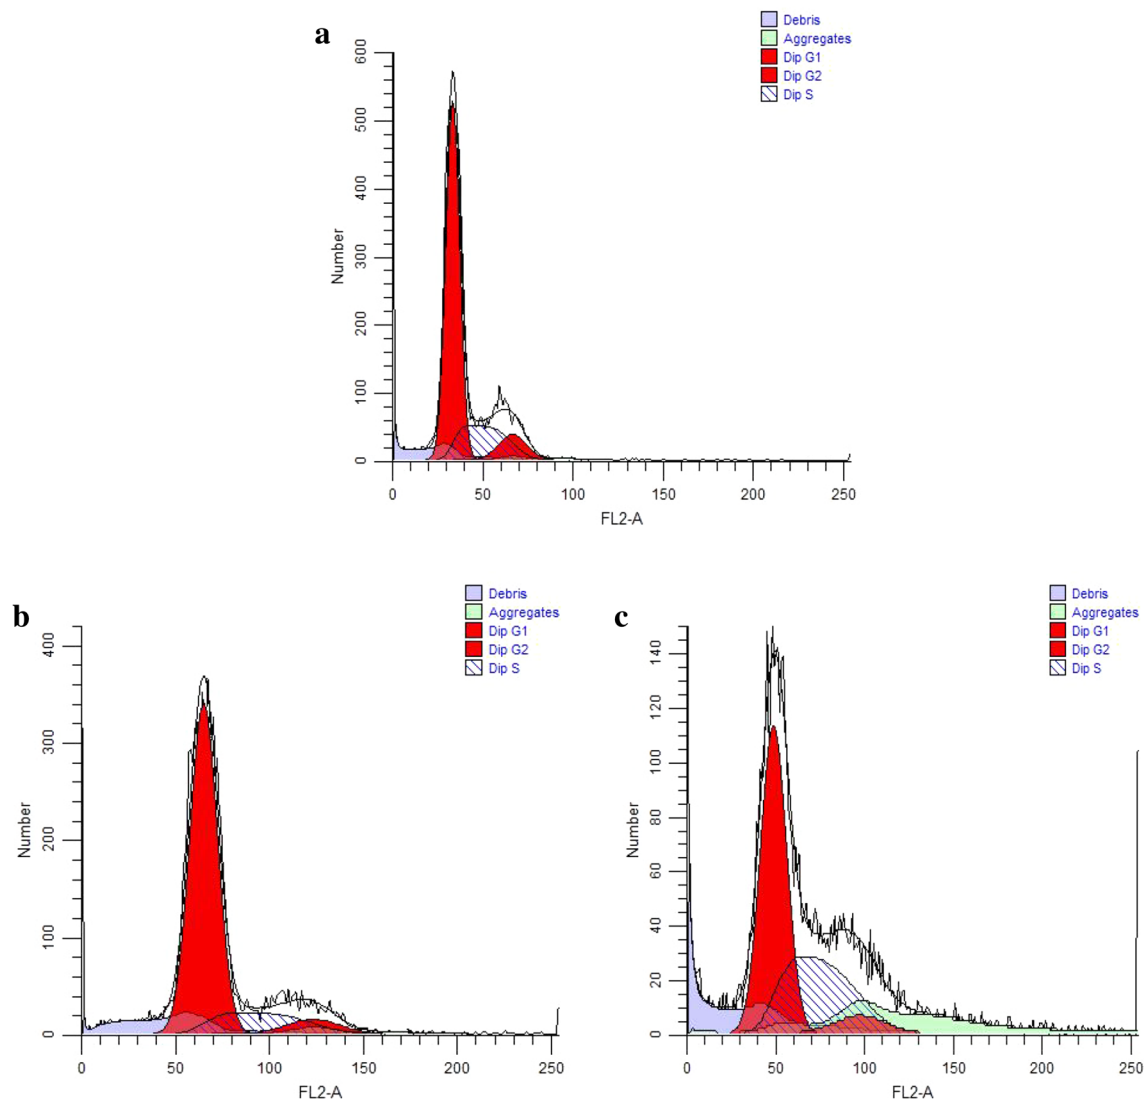 a
Debris
Aggregates
Dip G1
Dip G2
Dip S
600
500
400
300
200
100
0
Number
0 50 100 150 200 250
FL2-A
b
Debris
Aggregates
Dip G1
Dip G2
Dip S
400
300
200
100
0
Number
0 50 100 150 200 250
FL2-A
c
Debris
Aggregates
Dip G1
Dip G2
Dip S
140
120
100
80
60
40
20
0
Number
0 50 100 150 200 250
FL2-A